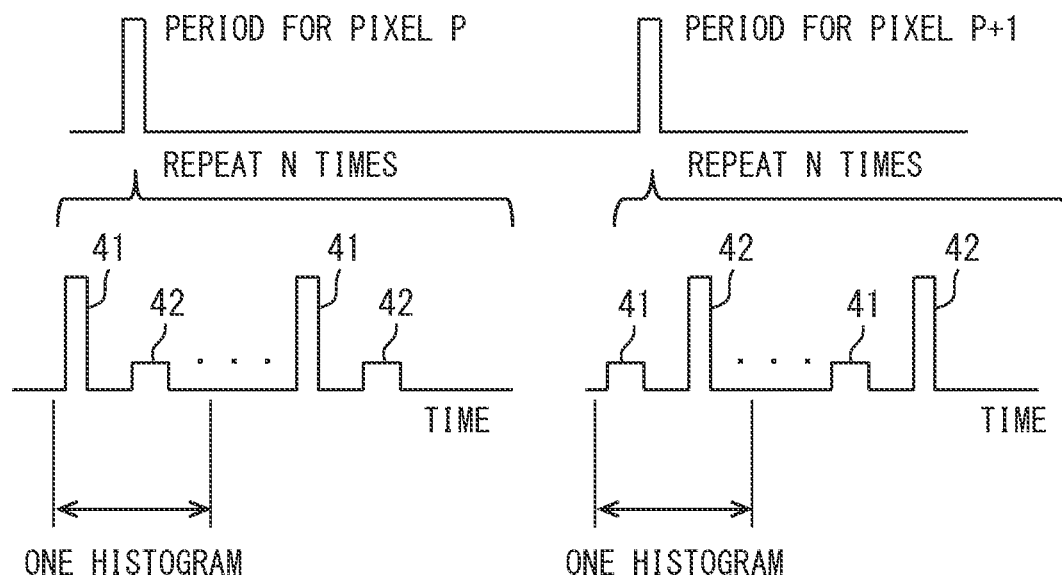 PERIOD FOR PIXEL P
PERIOD FOR PIXEL P+1
REPEAT N TIMES
REPEAT N TIMES
41
42
41
42
41
42
41
42
TIME
TIME
ONE HISTOGRAM
ONE HISTOGRAM